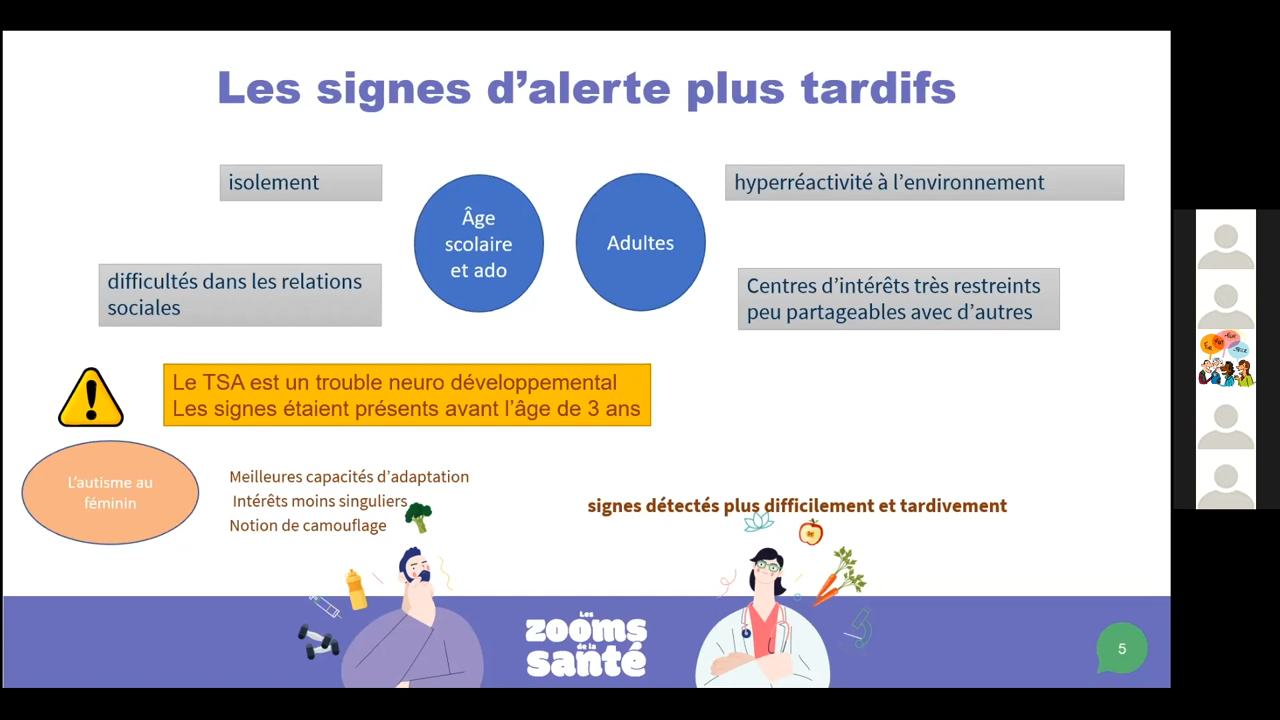 Les signes d’alerte plus tardifs
isolement
Âge
scolaire
et ado
Adultes
hyperréactivité à l’environnement
difficultés dans les relations
sociales
Centres d’intérêts très restreints
peu partageables avec d’autres
Le TSA est un trouble neuro développemental
Les signes étaient présents avant l’âge de 3 ans
L’autisme au
féminin
Meilleures capacités d’adaptation
Intérêts moins singuliers
Notion de camouflage
signes détectés plus difficilement et tardivement
Les
zooms
de la
santé
5